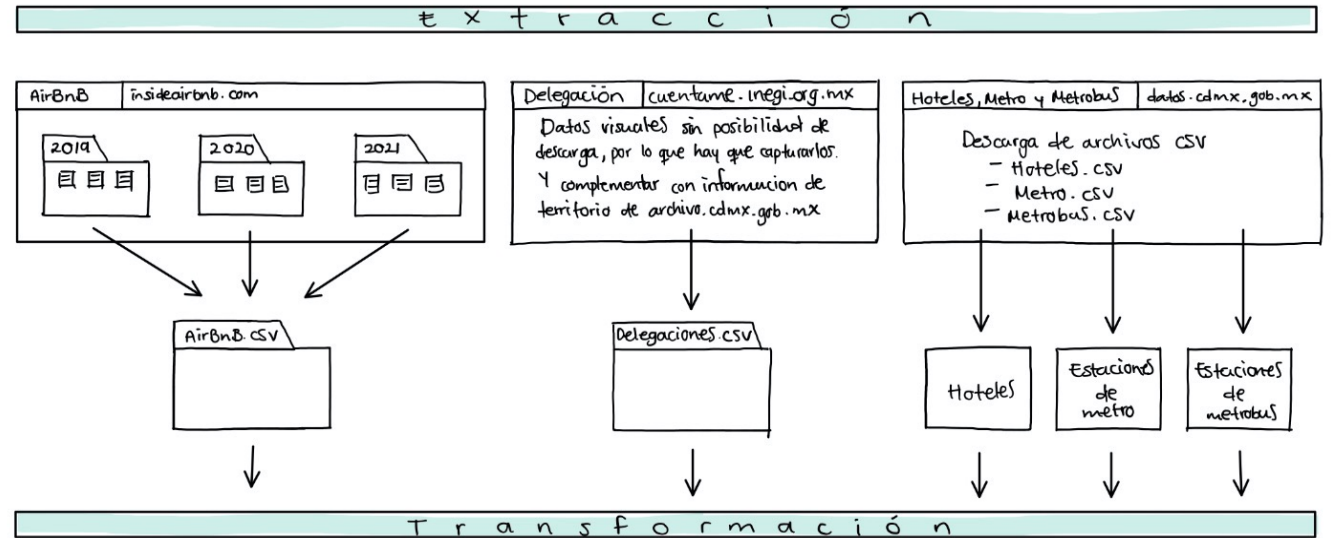 Extracción
AirBnB insideairbnb.com
2019 2020 2021
AirBnB.csv
Delegación cuentame.inegi.org.mx
Datos visuales sin posibilidad de
descarga, por lo que hay que capturarlos.
Y complementar con informacion de
territorio de archivo.cdmx.gob.mx
Delegaciones.csv
Hoteles, Metro y Metrobus datos.cdmx.gob.mx
Descarga de archivos csv
- Hoteles.csv
- Metro.csv
- Metrobus.csv
Hoteles
Estaciones
de
metro
Estaciones
de
metrobus
Transformación